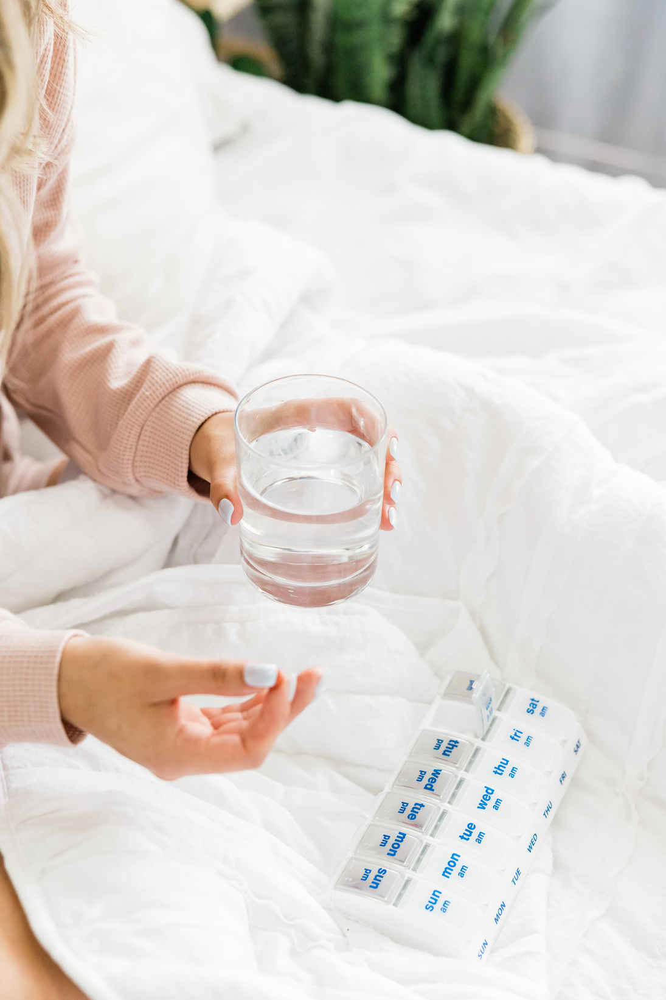 sat
am
fri
am
thu
am
wed
am
tue
am
mon
am
sun
am
thu
pm
wed
pm
tue
pm
mon
pm
sun
pm
SAT
FRI
THU
WED
TUE
MON
SUN